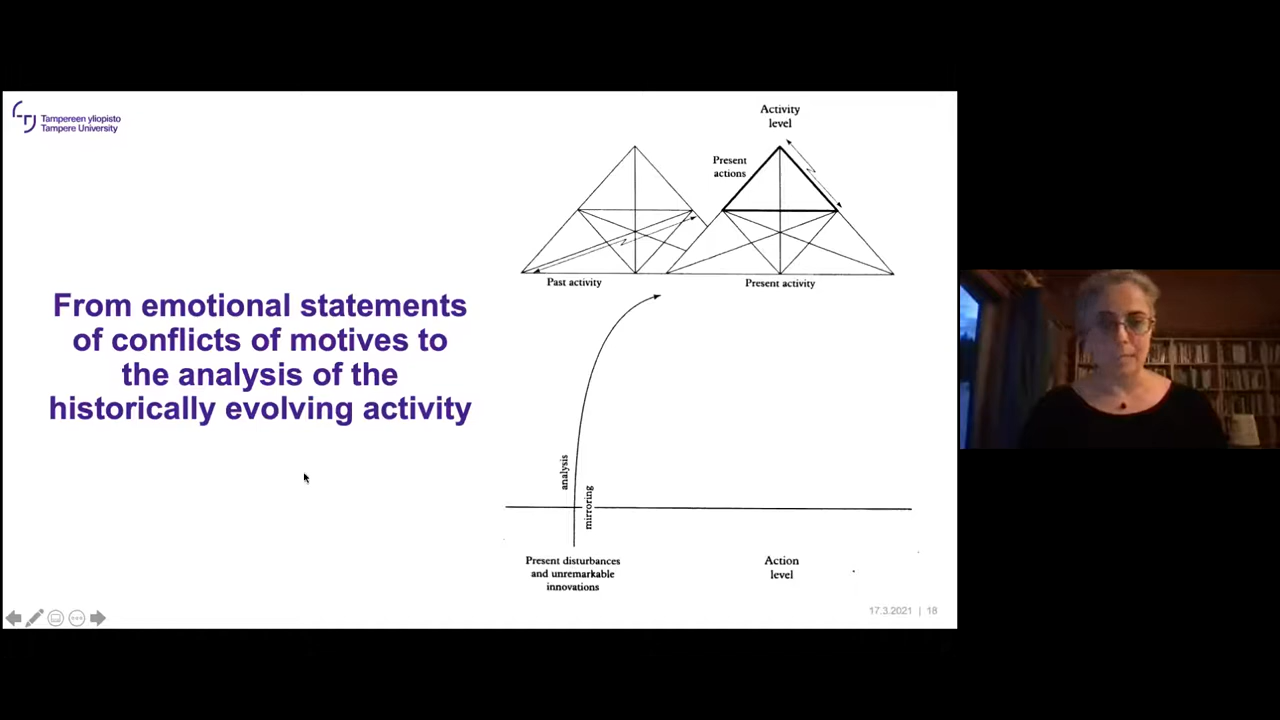 Tampereen yliopisto
Tampere University
From emotional statements
of conflicts of motives to
the analysis of the
historically evolving activity
Activity
level
Present
actions
Past activity
Present activity
analysis
mirroring
Present disturbances
and unremarkable
innovations
Action
level
17.3.2021 | 18